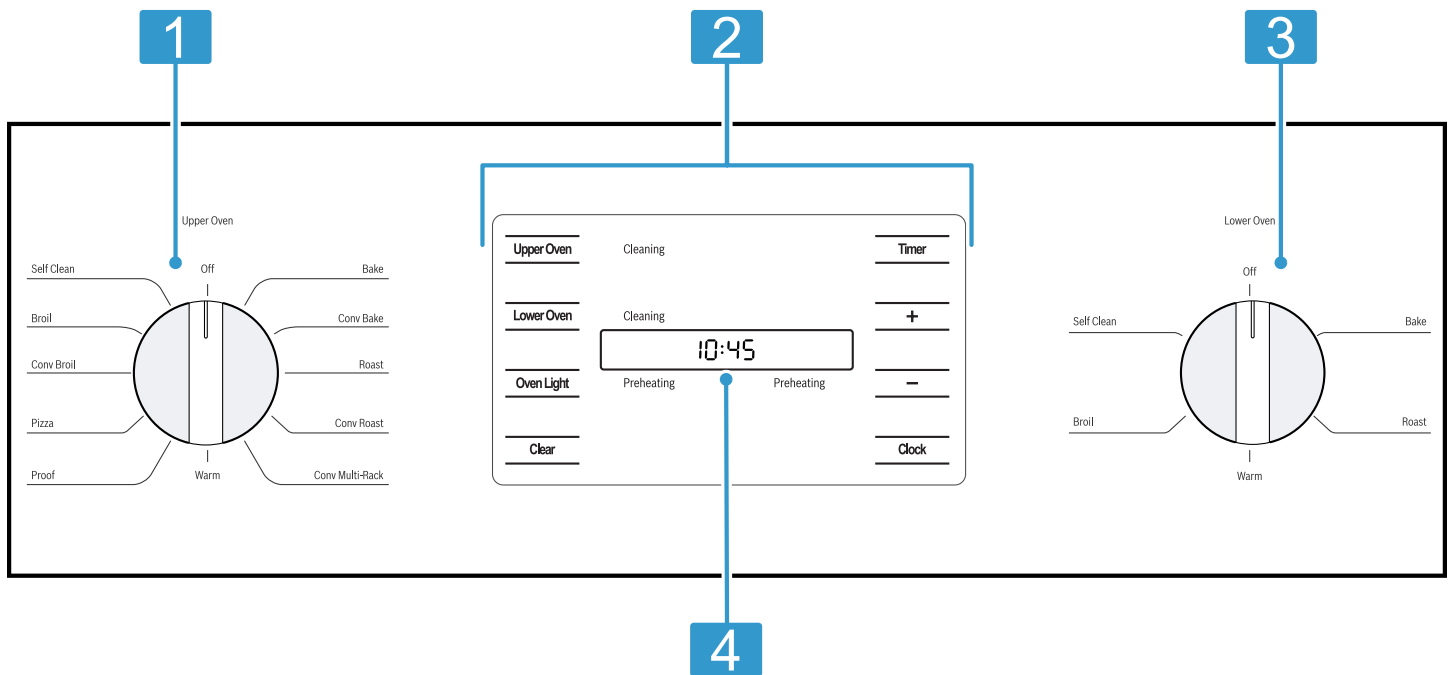 1
2
3
Upper Oven
Self Clean
Off
Bake
Broil
Conv Bake
Conv Broil
Roast
Pizza
Conv Roast
Proof
Warm
Conv Multi-Rack
Upper Oven
Cleaning
Timer
Lower Oven
Cleaning
+
10:45
Oven Light
Preheating
Preheating
−
Clear
Clock
Lower Oven
Off
Self Clean
Bake
Broil
Roast
Warm
4